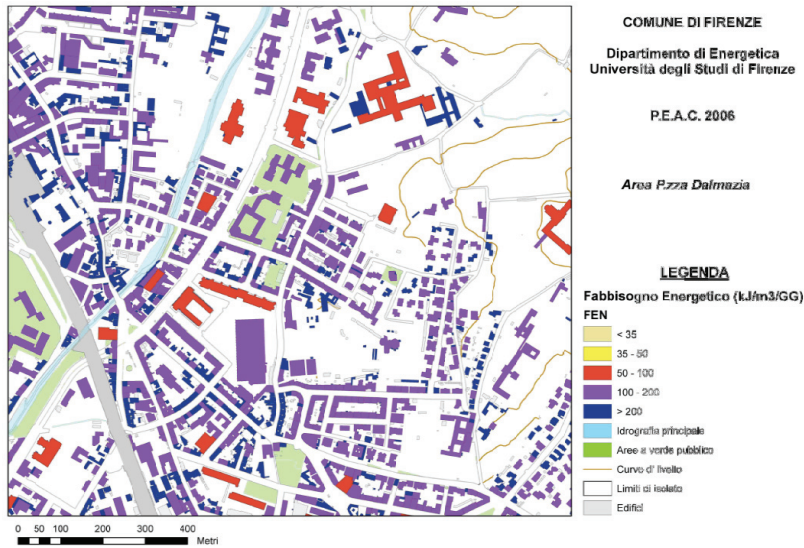 COMUNE DI FIRENZE
Dipartimento di Energetica
Università degli Studi di Firenze
P.E.A.C. 2006
Area P.zza Dalmazia
LEGENDA
Fabbisogno Energetico (kJ/m3/GG)
FEN
< 35
35 - 50
50 - 100
100 - 200
> 200
Idrografia principale
Aree a verde pubblico
Curve di livello
Limiti di isolato
Edifici
0 50 100 200 300 400
Metri